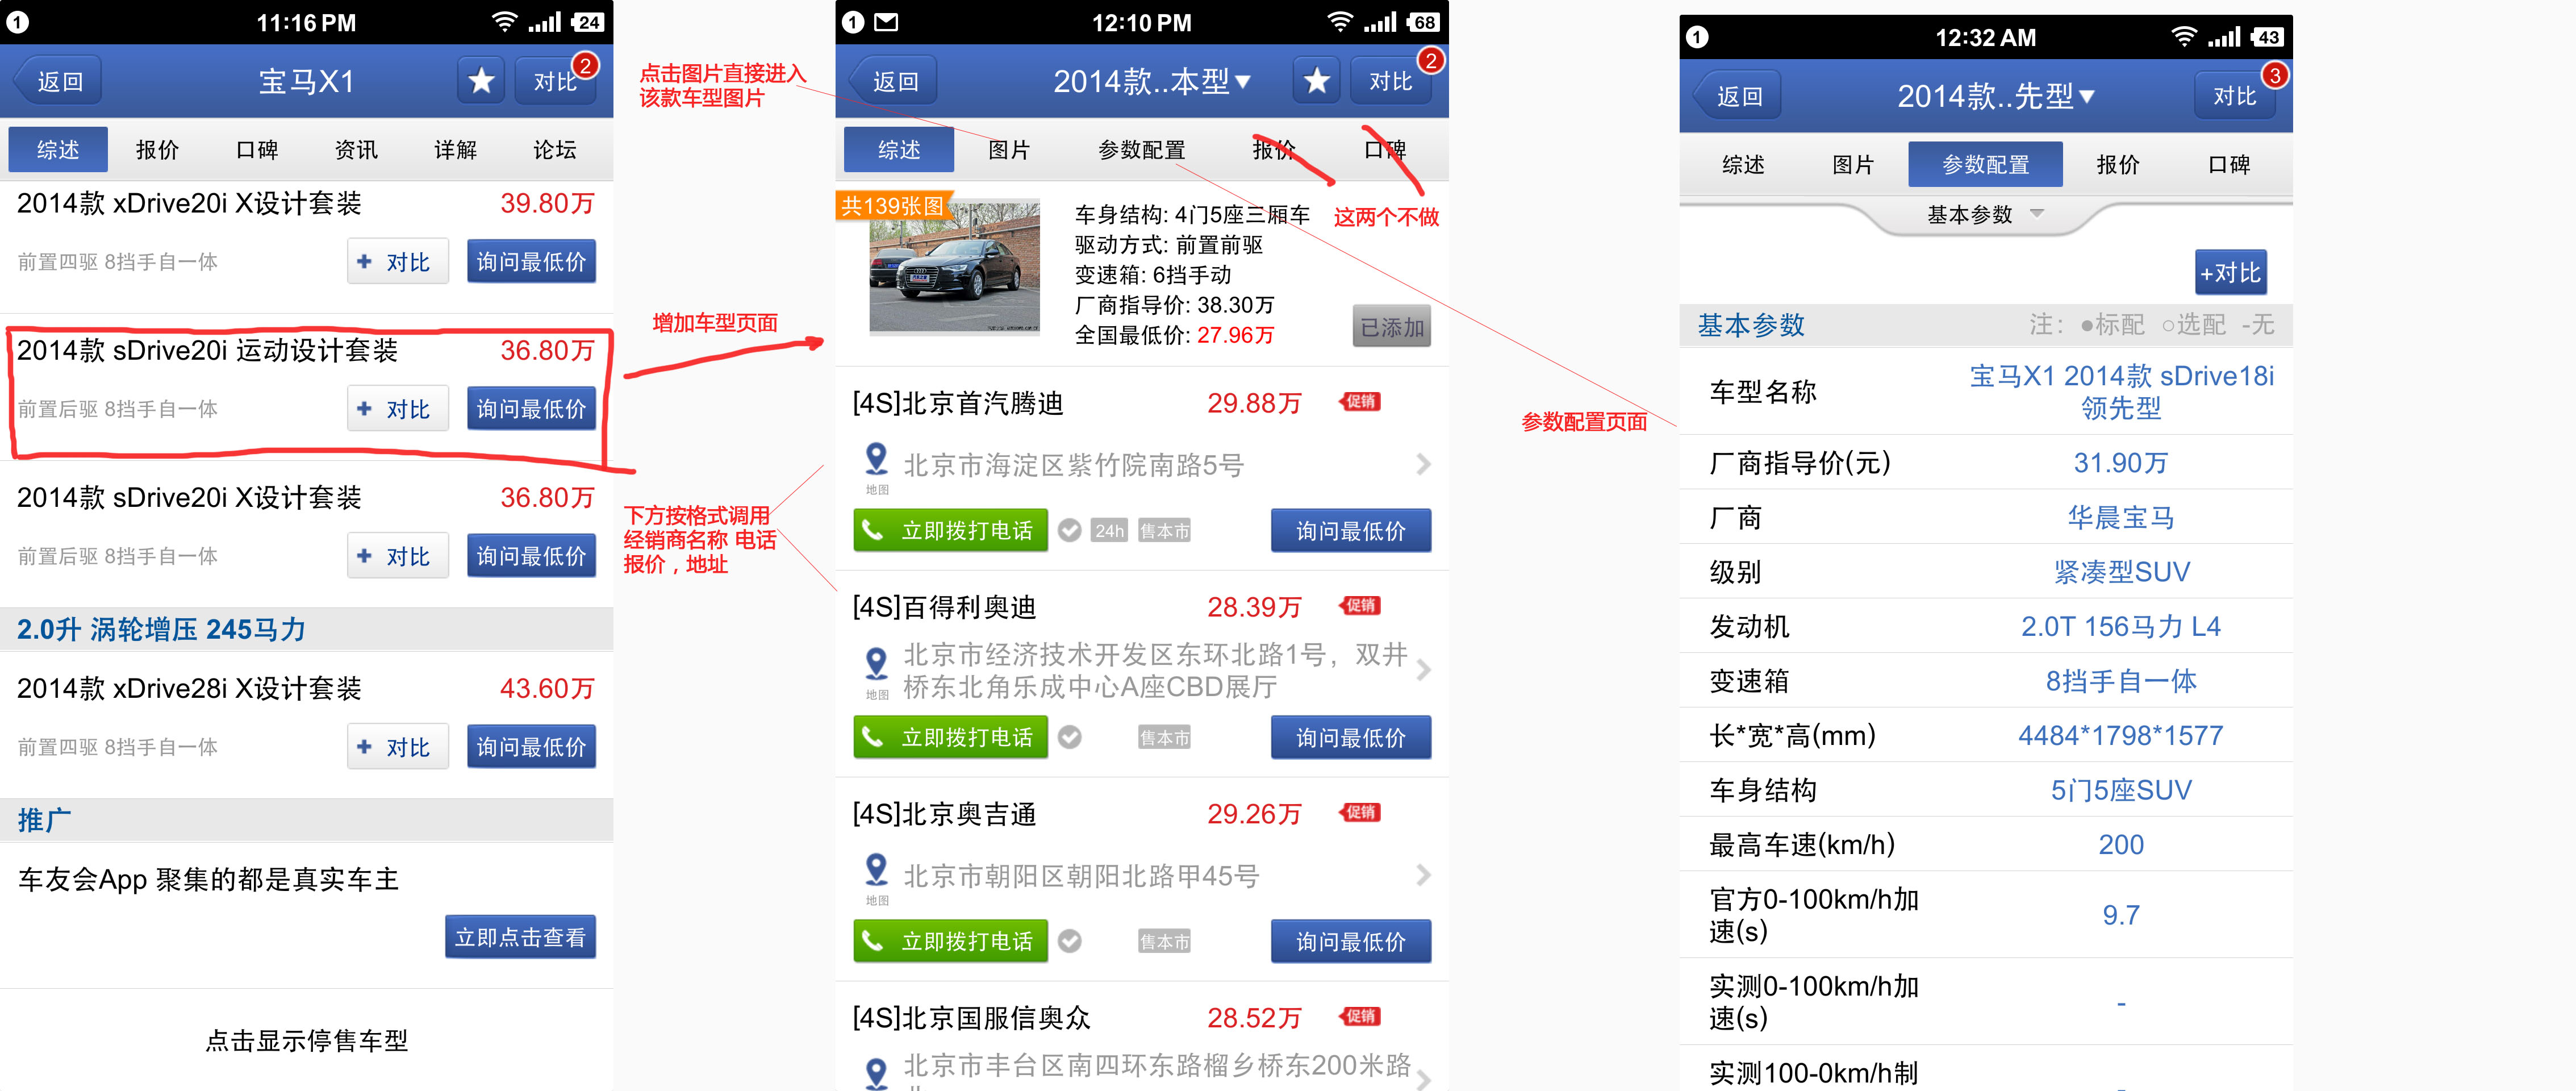 1 11:16 PM 24
返回 宝马X1 对比 2
综述 报价 口碑 资讯 详解 论坛
2014款 xDrive20i X设计套装 39.80万
前置四驱 8挡手自一体 + 对比 询问最低价
2014款 sDrive20i 运动设计套装 36.80万
前置后驱 8挡手自一体 + 对比 询问最低价
2014款 sDrive20i X设计套装 36.80万
前置后驱 8挡手自一体 + 对比 询问最低价
2.0升 涡轮增压 245马力
2014款 xDrive28i X设计套装 43.60万
前置四驱 8挡手自一体 + 对比 询问最低价
推广
车友会App 聚集的都是真实车主
立即点击查看
点击显示停售车型
点击图片直接进入
该款车型图片
增加车型页面
下方按格式调用
经销商名称 电话
报价，地址
1 12:10 PM 68
返回 2014款..本型▼ 对比 2
综述 图片 参数配置 报价 口碑
这两个不做
共139张图
车身结构: 4门5座三厢车
驱动方式: 前置前驱
变速箱: 6挡手动
厂商指导价: 38.30万
全国最低价: 27.96万
已添加
[4S]北京首汽腾迪 29.88万 促销
地图 北京市海淀区紫竹院南路5号
立即拨打电话 24h 售本市 询问最低价
[4S]百得利奥迪 28.39万 促销
北京市经济技术开发区东环北路1号，双井
地图 桥东北角乐成中心A座CBD展厅
立即拨打电话 售本市 询问最低价
[4S]北京奥吉通 29.26万 促销
地图 北京市朝阳区朝阳北路甲45号
立即拨打电话 售本市 询问最低价
[4S]北京国服信奥众 28.52万 促销
北京市丰台区南四环东路榴乡桥东200米路
参数配置页面
1 12:32 AM 43
返回 2014款..先型▼ 对比 3
综述 图片 参数配置 报价 口碑
基本参数
+对比
基本参数 注: ●标配 ○选配 -无
车型名称 宝马X1 2014款 sDrive18i
领先型
厂商指导价(元) 31.90万
厂商 华晨宝马
级别 紧凑型SUV
发动机 2.0T 156马力 L4
变速箱 8挡手自一体
长*宽*高(mm) 4484*1798*1577
车身结构 5门5座SUV
最高车速(km/h) 200
官方0-100km/h加
速(s) 9.7
实测0-100km/h加
速(s) -
实测100-0km/h制